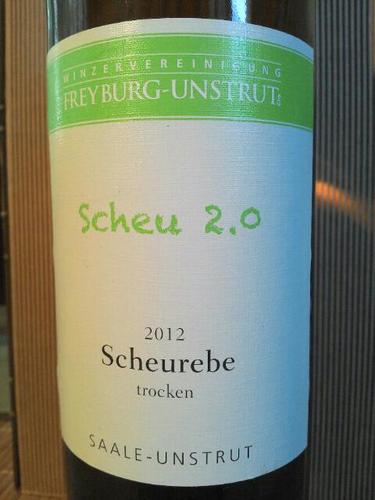 WINZERVEREINIGUNG
FREYBURG-UNSTRUT
Scheu 2.0
2012
Scheurebe
trocken
SAALE-UNSTRUT